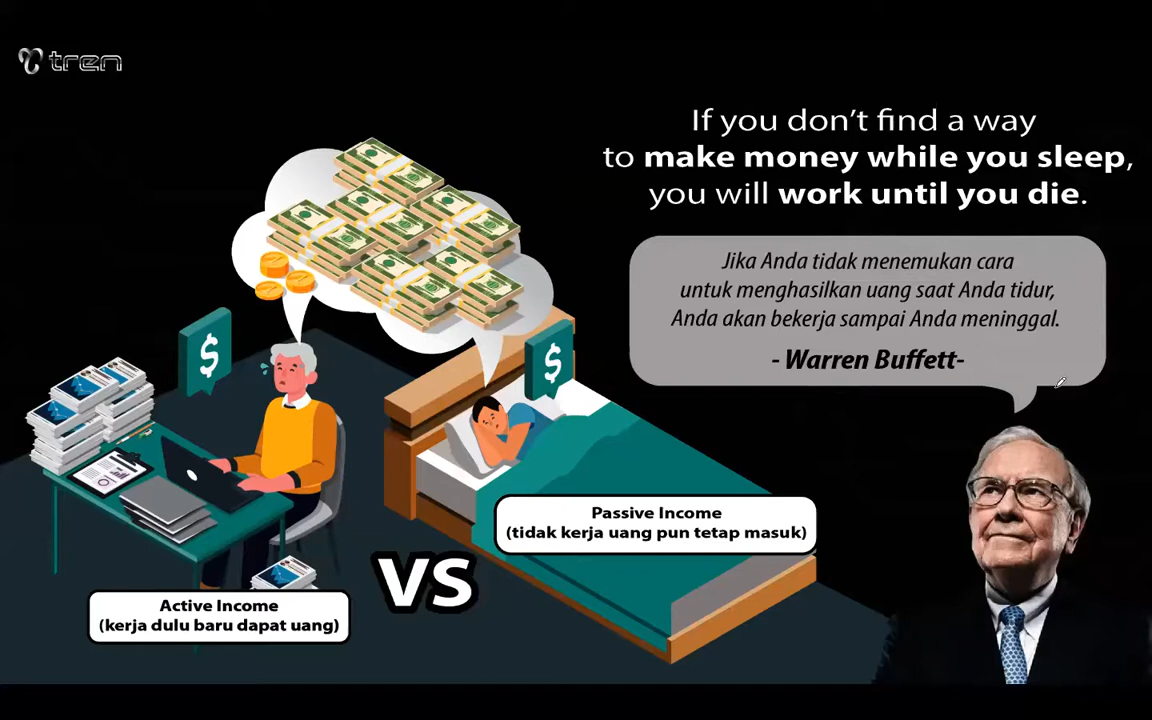 tren
If you don't find a way
to make money while you sleep,
you will work until you die.
Jika Anda tidak menemukan cara
untuk menghasilkan uang saat Anda tidur,
Anda akan bekerja sampai Anda meninggal.
- Warren Buffett-
$
$
Passive Income
(tidak kerja uang pun tetap masuk)
VS
Active Income
(kerja dulu baru dapat uang)